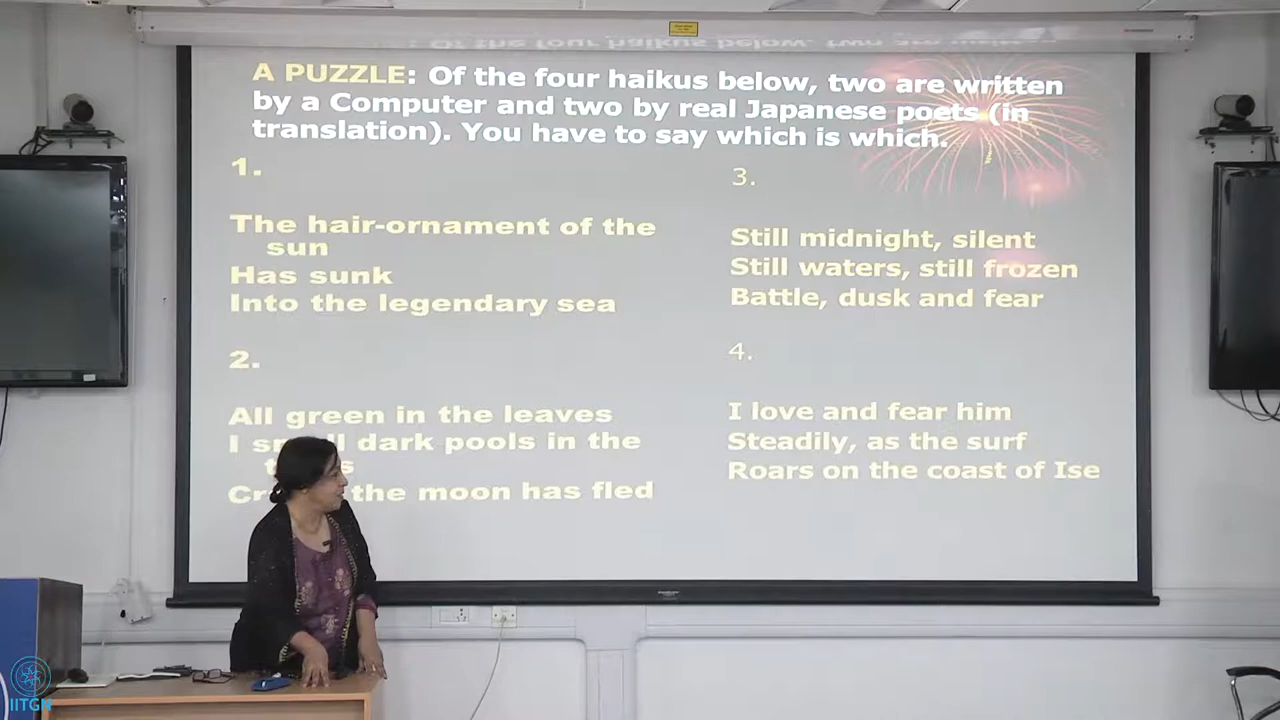 A PUZZLE: Of the four haikus below, two are written
by a Computer and two by real Japanese poets (in
translation). You have to say which is which.
1.
The hair-ornament of the
sun
Has sunk
Into the legendary sea
2.
All green in the leaves
I dark pools in the
the moon has fled
3.
Still midnight, silent
Still waters, still frozen
Battle, dusk and fear
4.
I love and fear him
Steadily, as the surf
Roars on the coast of Ise
IITGN